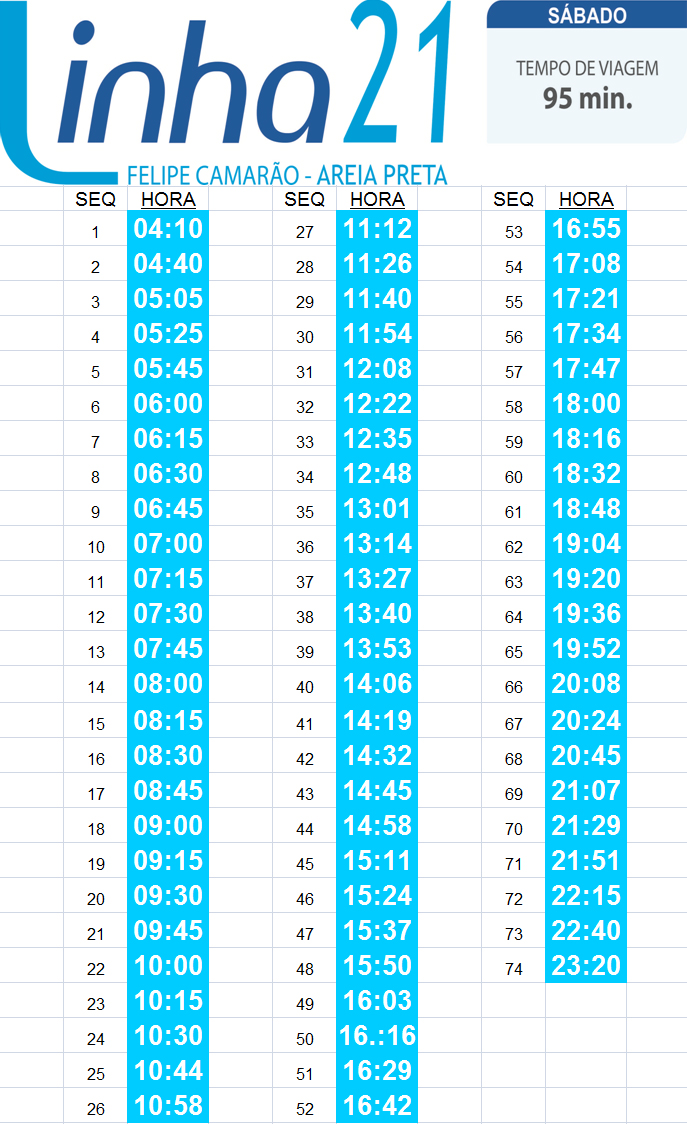 Linha 21
SÁBADO
TEMPO DE VIAGEM
95 min.
FELIPE CAMARÃO - AREIA PRETA
SEQ HORA SEQ HORA SEQ HORA
1 04:10 27 11:12 53 16:55
2 04:40 28 11:26 54 17:08
3 05:05 29 11:40 55 17:21
4 05:25 30 11:54 56 17:34
5 05:45 31 12:08 57 17:47
6 06:00 32 12:22 58 18:00
7 06:15 33 12:35 59 18:16
8 06:30 34 12:48 60 18:32
9 06:45 35 13:01 61 18:48
10 07:00 36 13:14 62 19:04
11 07:15 37 13:27 63 19:20
12 07:30 38 13:40 64 19:36
13 07:45 39 13:53 65 19:52
14 08:00 40 14:06 66 20:08
15 08:15 41 14:19 67 20:24
16 08:30 42 14:32 68 20:45
17 08:45 43 14:45 69 21:07
18 09:00 44 14:58 70 21:29
19 09:15 45 15:11 71 21:51
20 09:30 46 15:24 72 22:15
21 09:45 47 15:37 73 22:40
22 10:00 48 15:50 74 23:20
23 10:15 49 16:03
24 10:30 50 16.:16
25 10:44 51 16:29
26 10:58 52 16:42